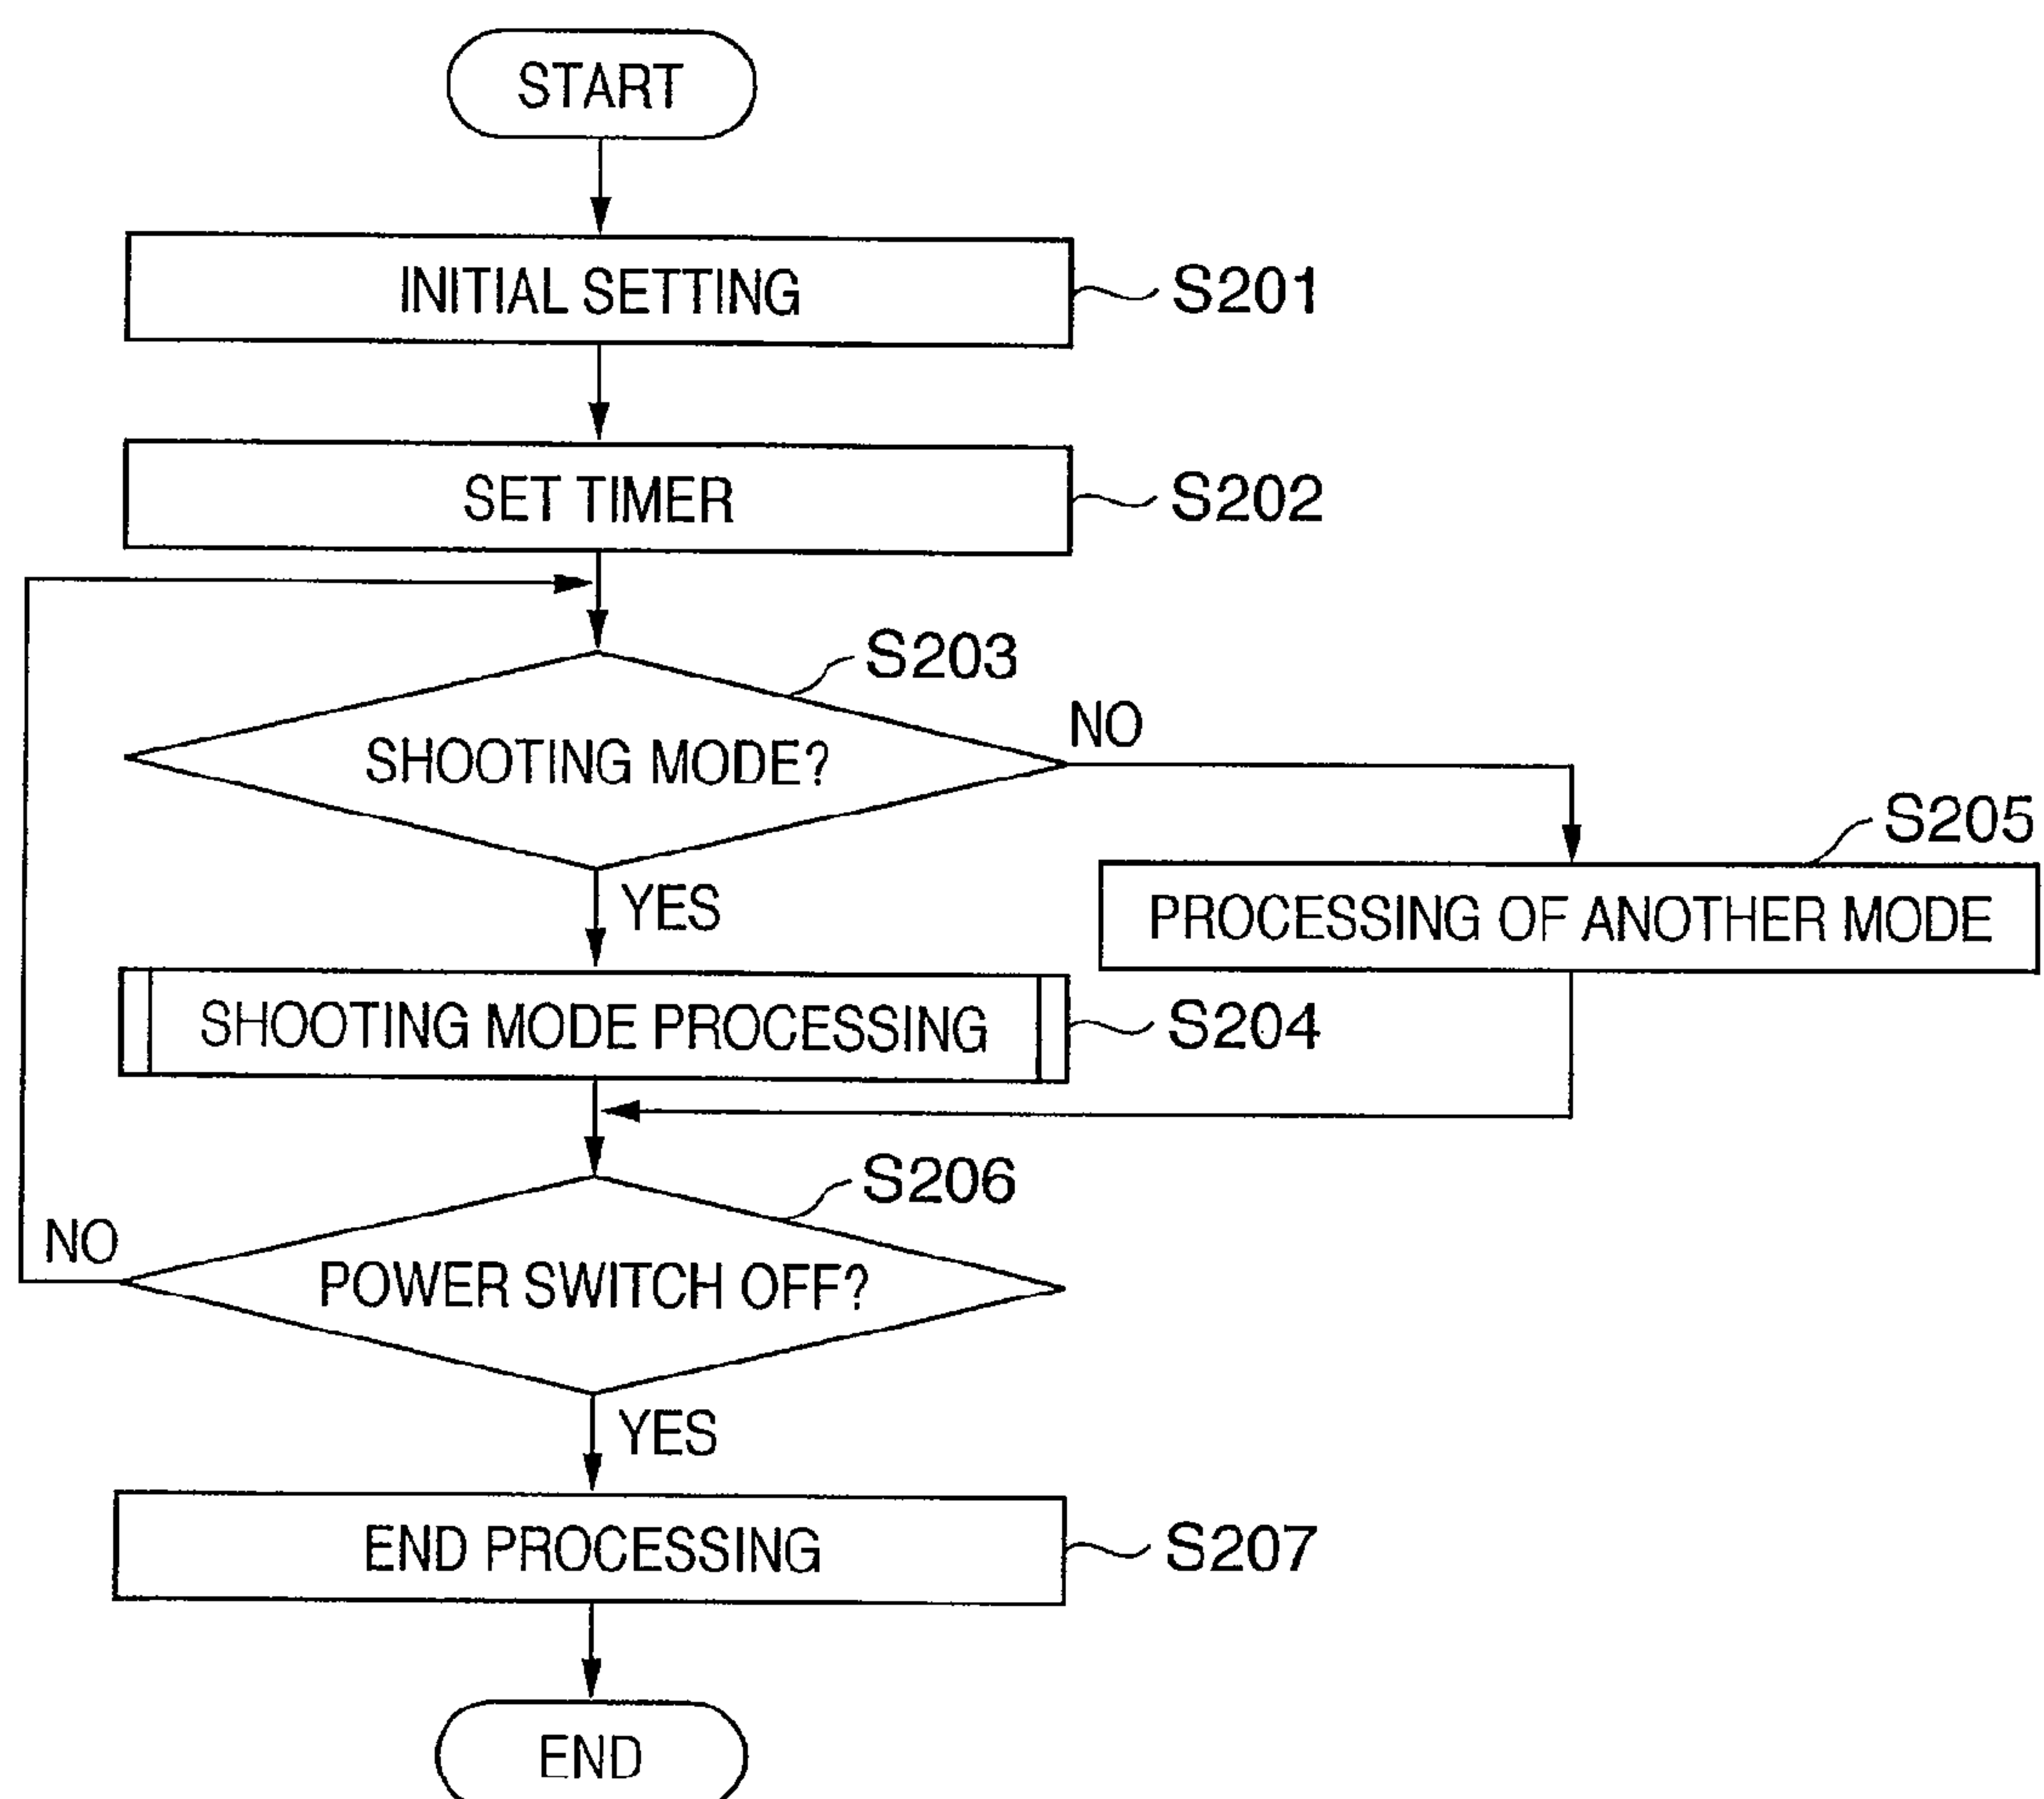 START
INITIAL SETTING
S201
SET TIMER
S202
S203
SHOOTING MODE?
NO
YES
S205
PROCESSING OF ANOTHER MODE
SHOOTING MODE PROCESSING
S204
S206
POWER SWITCH OFF?
NO
YES
END PROCESSING
S207
END